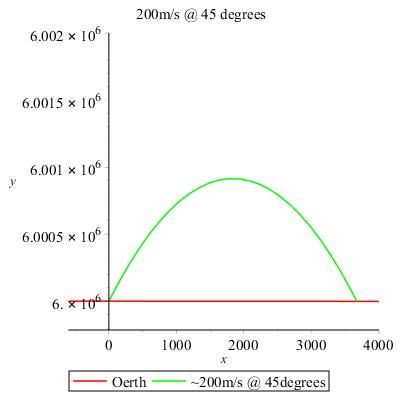 200m/s @ 45 degrees
6.002 × 10^6
6.0015 × 10^6
6.001 × 10^6
y
6.0005 × 10^6
6. × 10^6
0 1000 2000 3000 4000
x
Oerth ~200m/s @ 45degrees